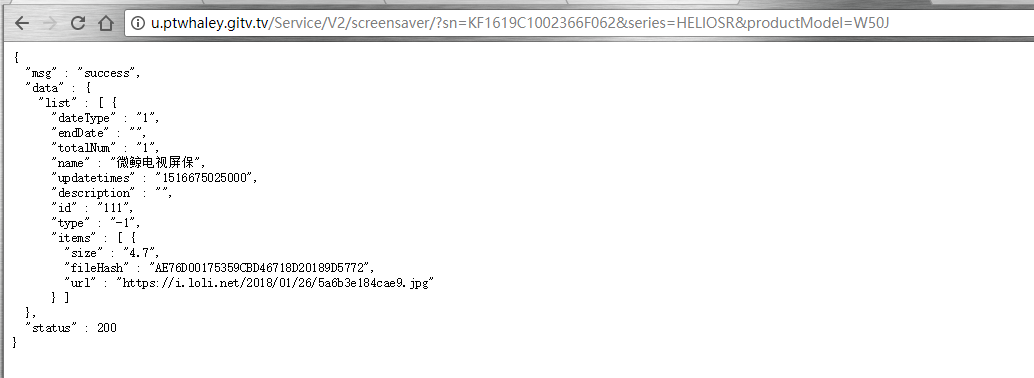 u.ptwhaley.gitv.tv/Service/V2/screensaver/?sn=KF1619C1002366F062&series=HELIOSR&productModel=W50J
{
"msg" : "success",
"data" : {
"list" : [ {
"dateType" : "1",
"endDate" : "",
"totalNum" : "1",
"name" : "微鲸电视屏保",
"updatetimes" : "1516675025000",
"description" : "",
"id" : "111",
"type" : "-1",
"items" : [ {
"size" : "4.7",
"fileHash" : "AE76D00175359CBD46718D20189D5772",
"url" : "https://i.loli.net/2018/01/26/5a6b3e184cae9.jpg"
} ]
},
"status" : 200
}